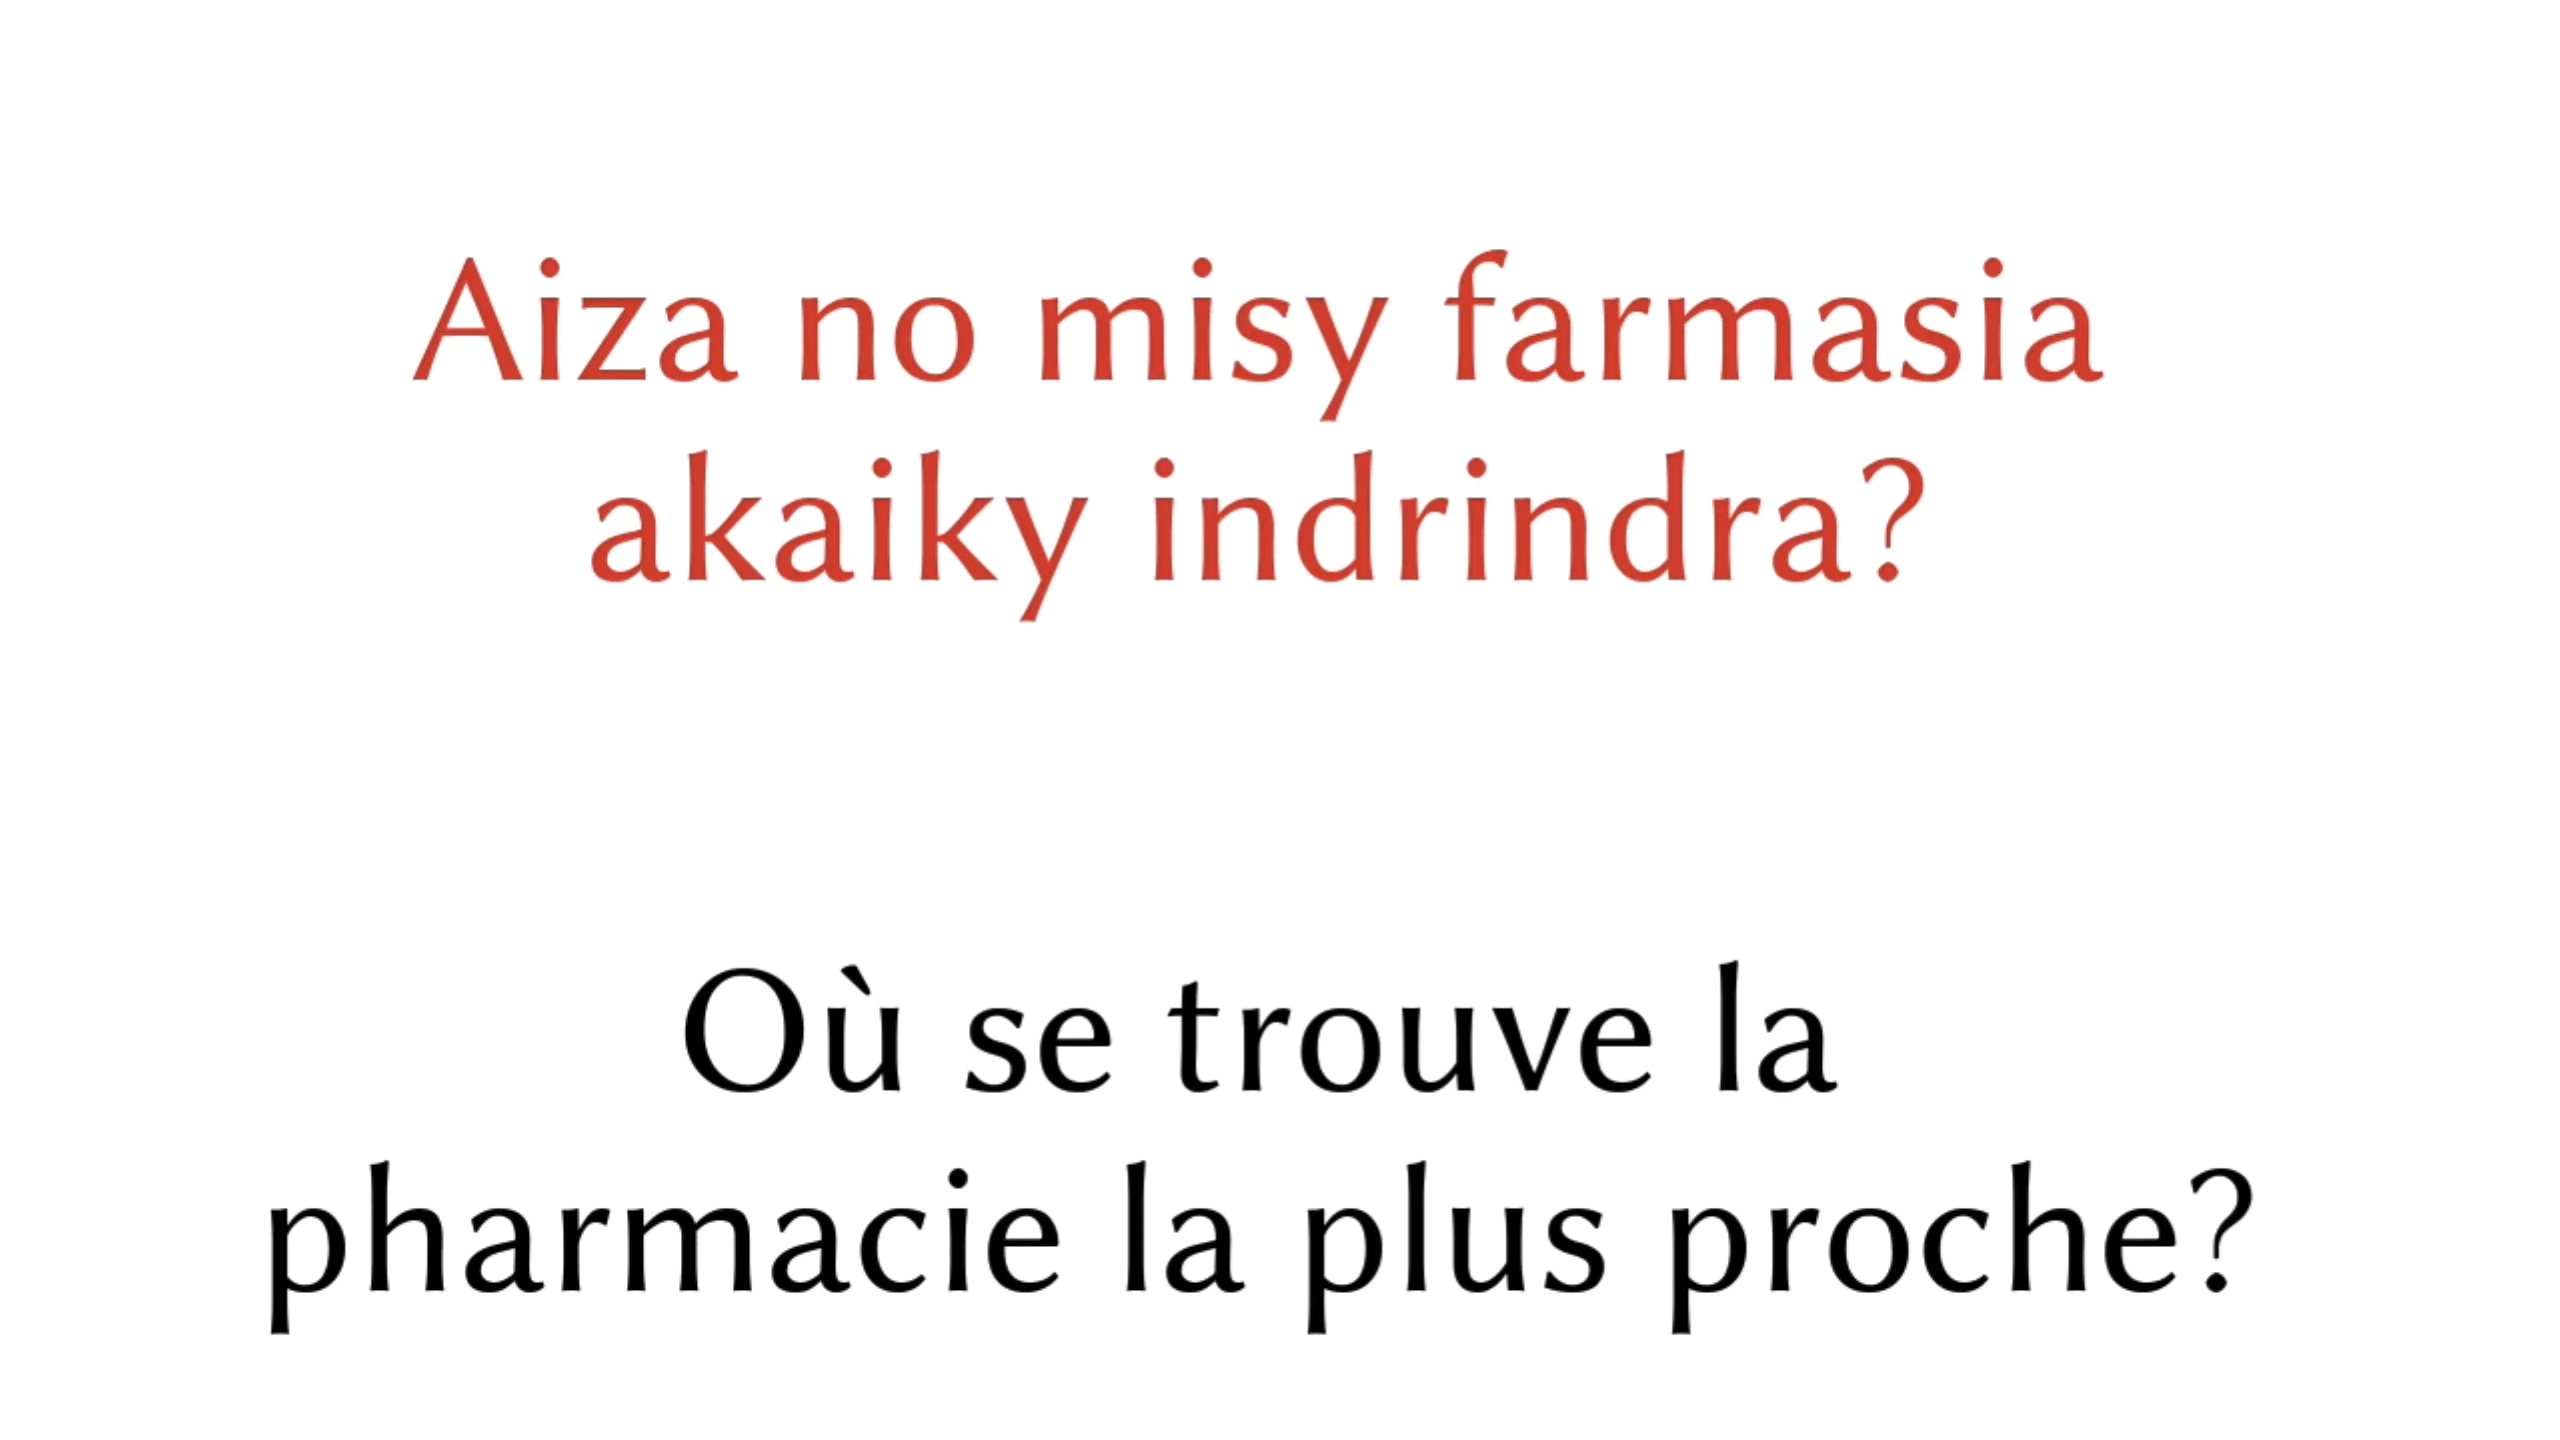 Aiza no misy farmasia
akaiky indrindra?
Où se trouve la
pharmacie la plus proche?